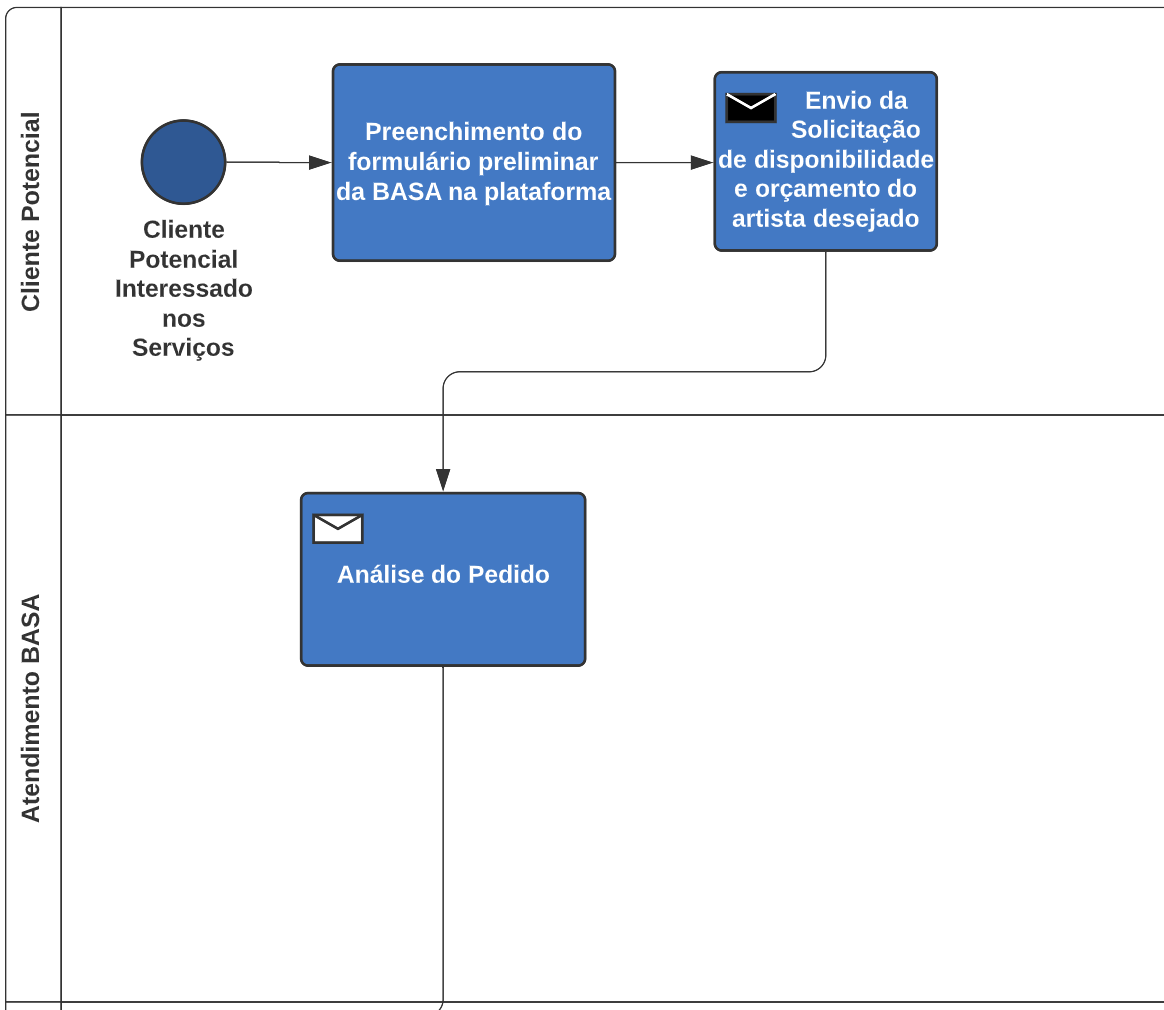 Cliente Potencial
Cliente
Potencial
Interessado
nos
Serviços
Preenchimento do
formulário preliminar
da BASA na plataforma
Envio da
Solicitação
de disponibilidade
e orçamento do
artista desejado
Atendimento BASA
Análise do Pedido